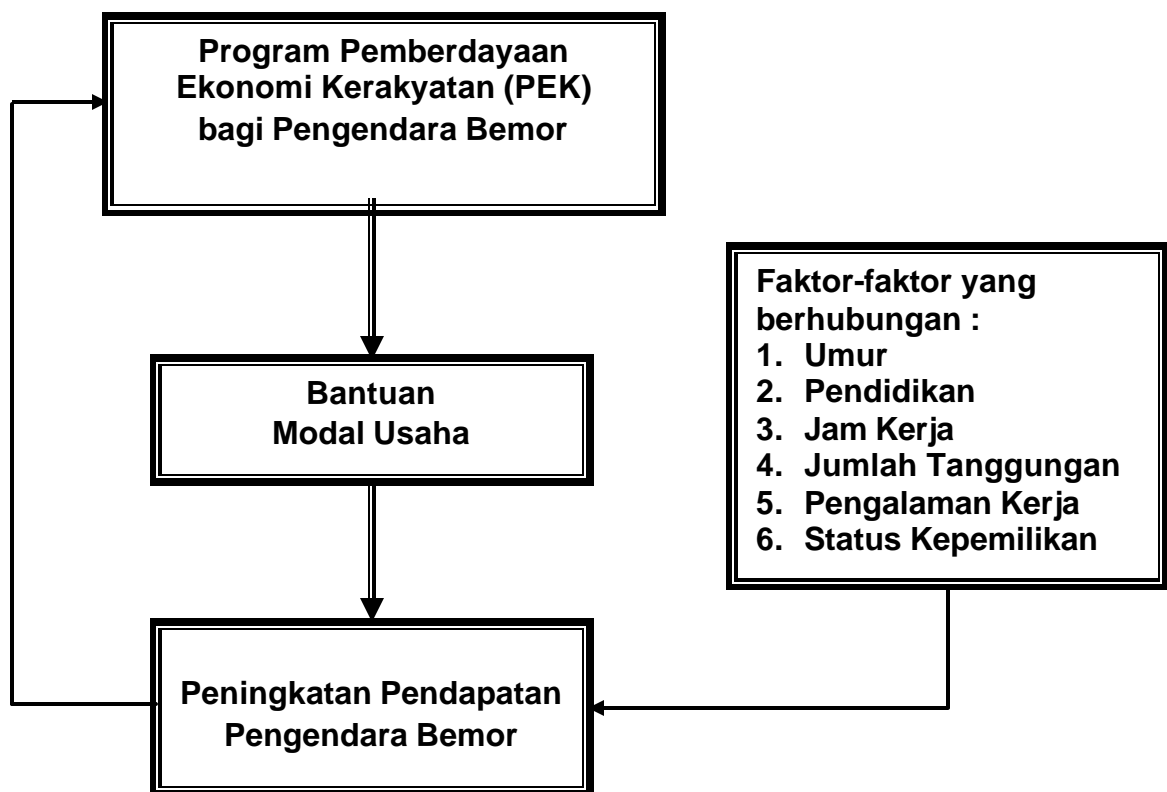 Program Pemberdayaan
Ekonomi Kerakyatan (PEK)
bagi Pengendara Bemor
Bantuan
Modal Usaha
Peningkatan Pendapatan
Pengendara Bemor
Faktor-faktor yang
berhubungan :
1. Umur
2. Pendidikan
3. Jam Kerja
4. Jumlah Tanggungan
5. Pengalaman Kerja
6. Status Kepemilikan